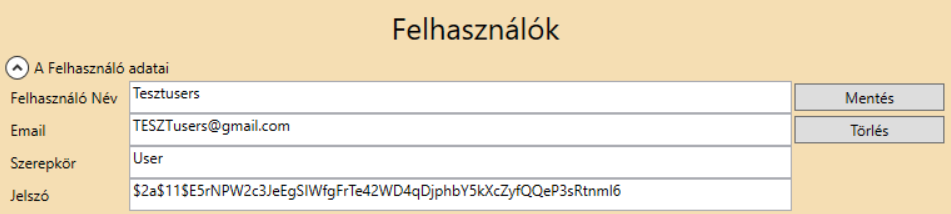 Felhasználók
A Felhasználó adatai
Felhasználó Név Tesztusers Mentés
Email TESZTusers@gmail.com Törlés
Szerepkör User
Jelszó $2a$11$E5rNPW2c3JeEgSIWfgFrTe42WD4qDjphbY5kXcZyfQQeP3sRtnml6